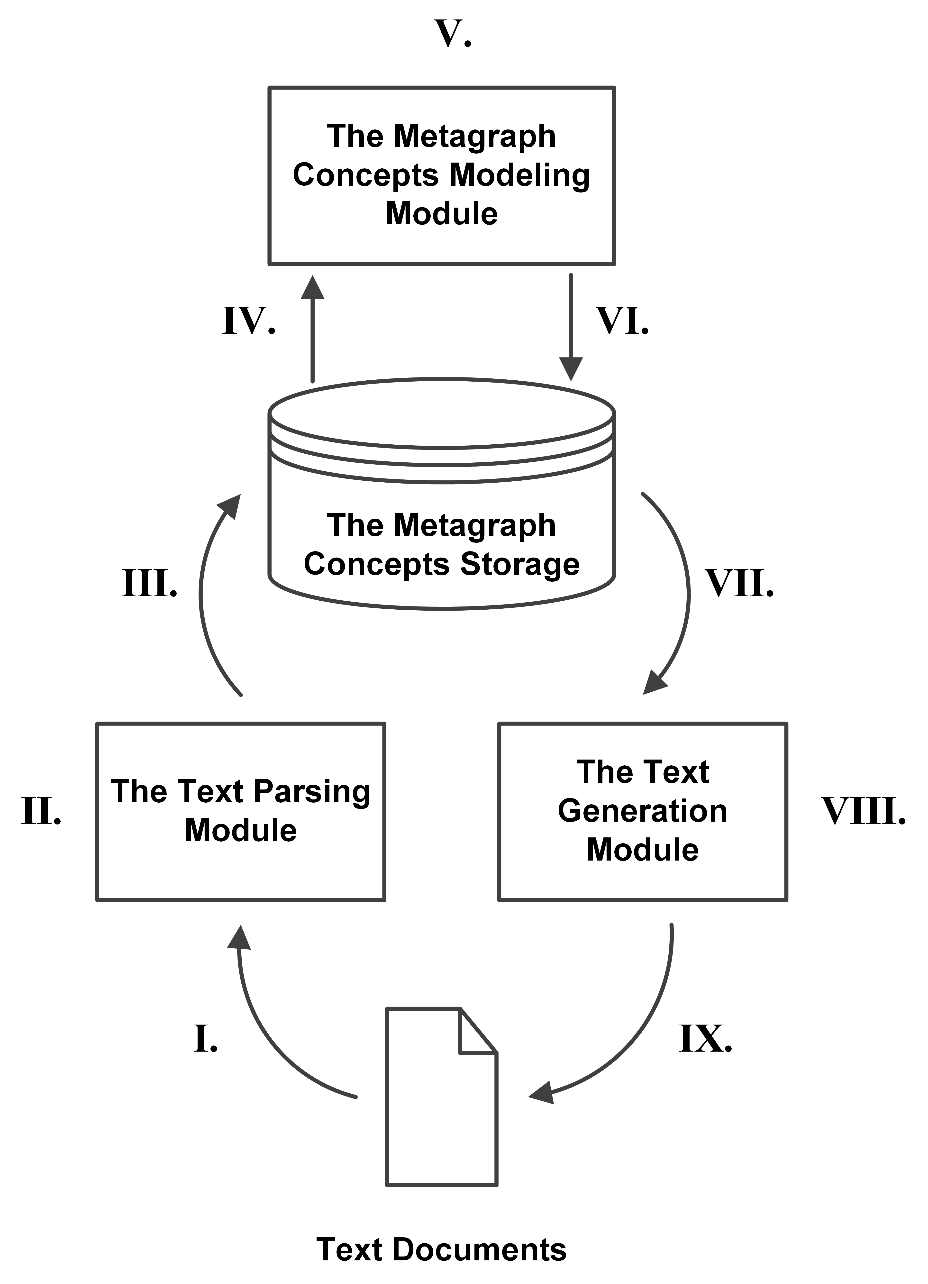 V.
The Metagraph
Concepts Modeling
Module
IV.
VI.
The Metagraph
Concepts Storage
III.
VII.
II.
The Text Parsing
Module
The Text
Generation
Module
VIII.
I.
IX.
Text Documents